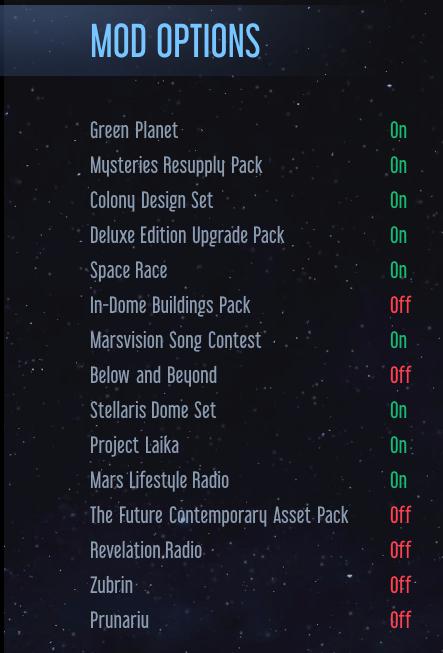 MOD OPTIONS
Green Planet On
Mysteries Resupply Pack On
Colony Design Set On
Deluxe Edition Upgrade Pack On
Space Race On
In-Dome Buildings Pack Off
Marsvision Song Contest On
Below and Beyond Off
Stellaris Dome Set On
Project Laika On
Mars Lifestyle Radio On
The Future Contemporary Asset Pack Off
Revelation.Radio Off
Zubrin Off
Prunariu Off